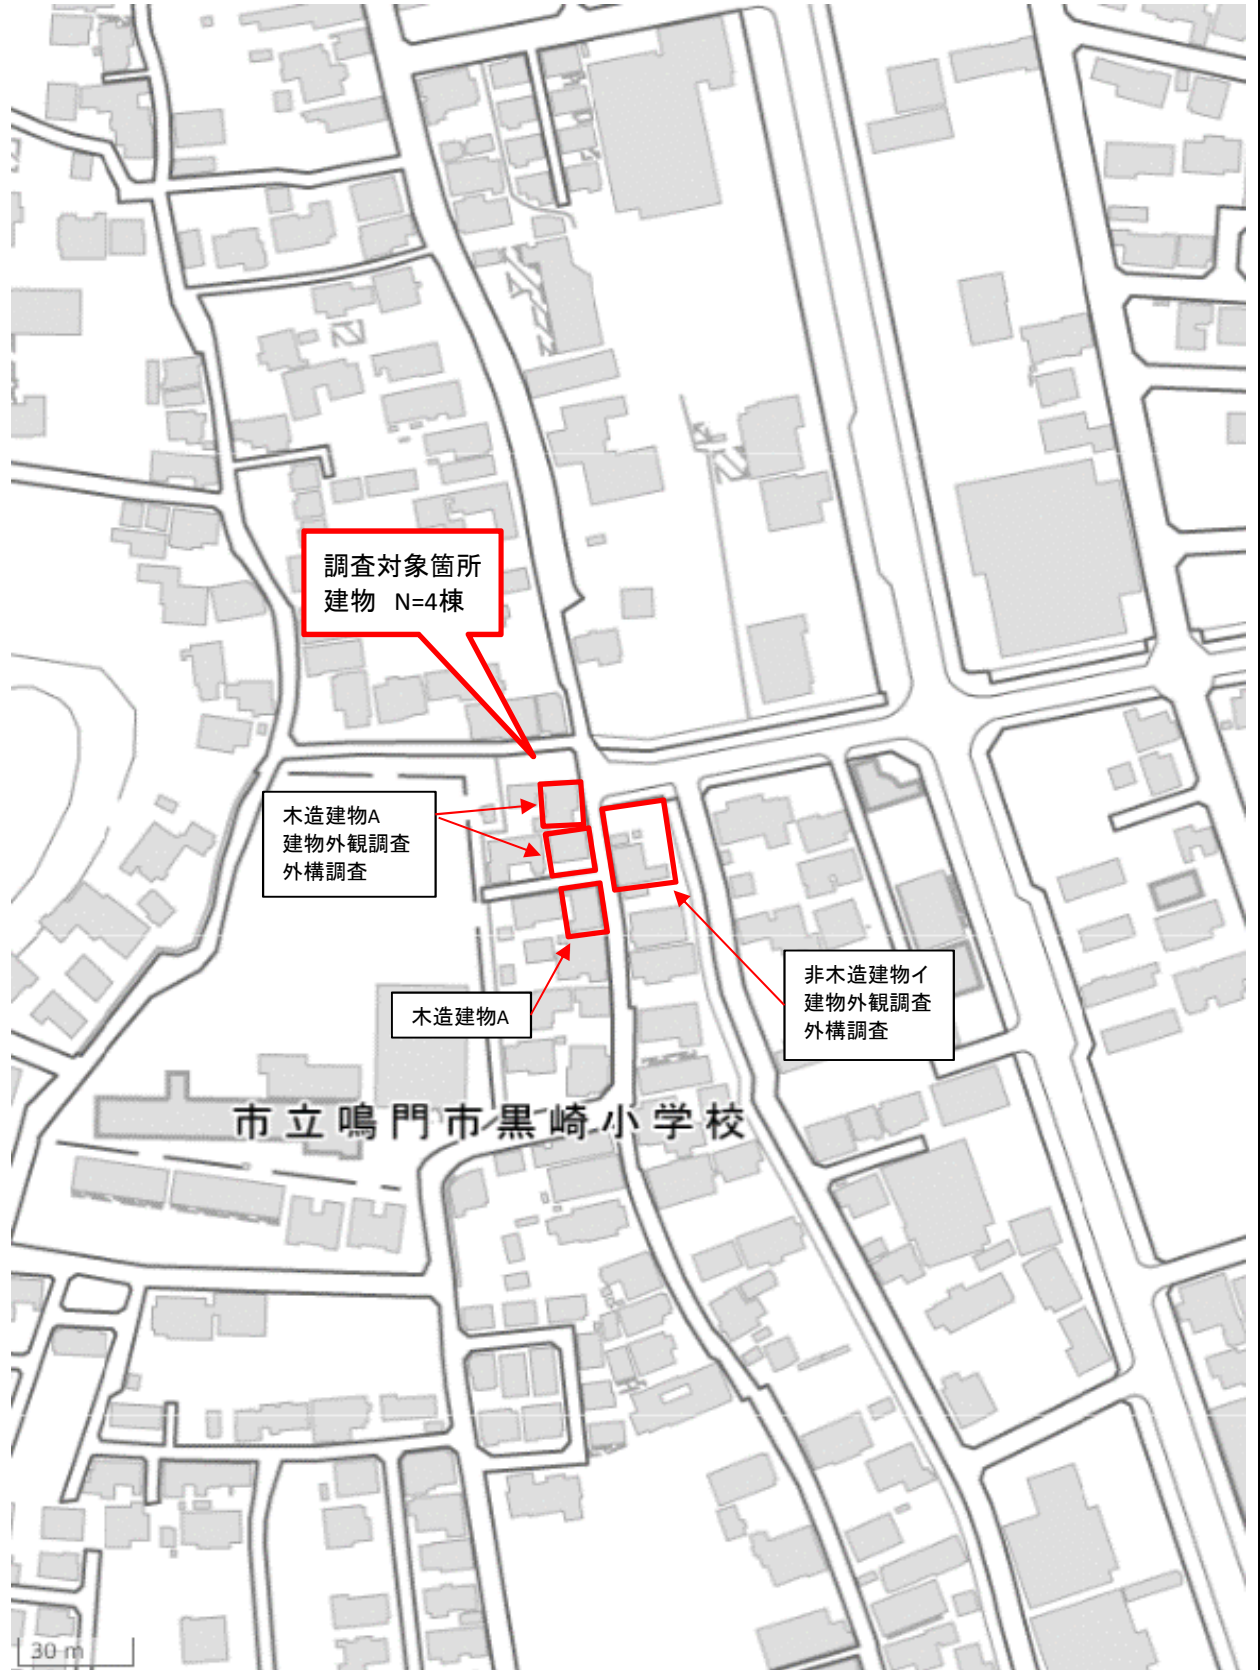 調査対象箇所
建物　N=4棟
木造建物A
建物外観調査
外構調査
木造建物A
非木造建物イ
建物外観調査
外構調査
市立鳴門市黒崎小学校
30 m